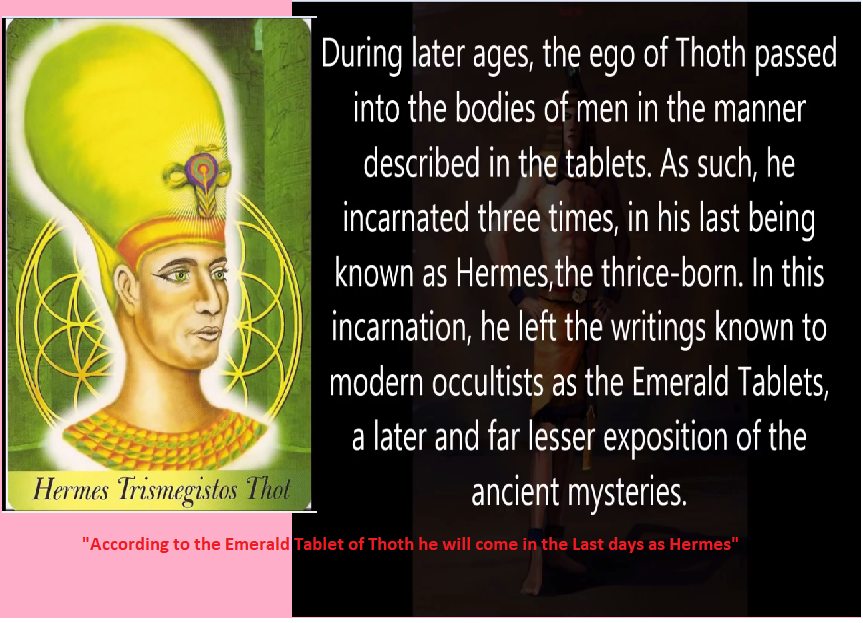 During later ages, the ego of Thoth passed
into the bodies of men in the manner
described in the tablets. As such, he
incarnated three times, in his last being
known as Hermes,the thrice-born. In this
incarnation, he left the writings known to
modern occultists as the Emerald Tablets,
a later and far lesser exposition of the
ancient mysteries.
Hermes Trismegistos Thot
"According to the Emerald Tablet of Thoth he will come in the Last days as Hermes"